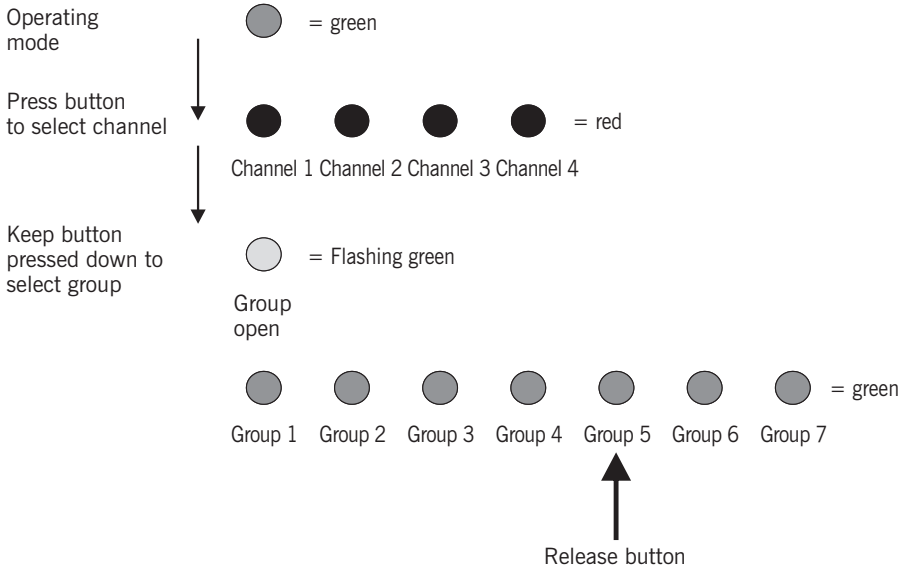 Operating
mode
= green
Press button
to select channel
= red
Channel 1 Channel 2 Channel 3 Channel 4
Keep button
pressed down to
select group
= Flashing green
Group
open
= green
Group 1 Group 2 Group 3 Group 4 Group 5 Group 6 Group 7
Release button